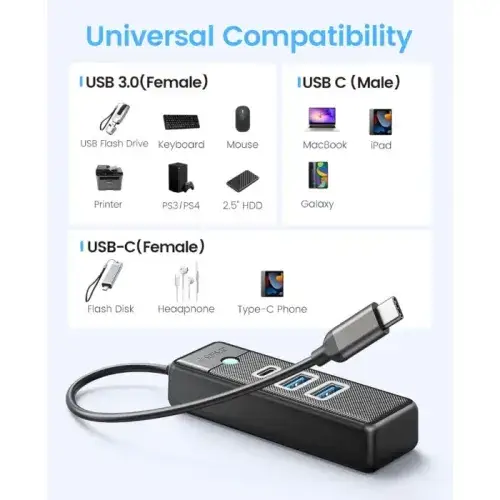 Universal Compatibility
USB 3.0(Female)
USB Flash Drive Keyboard Mouse
Printer PS3/PS4 2.5" HDD
USB C (Male)
MacBook iPad
Galaxy
USB-C(Female)
Flash Disk Headphone Type-C Phone